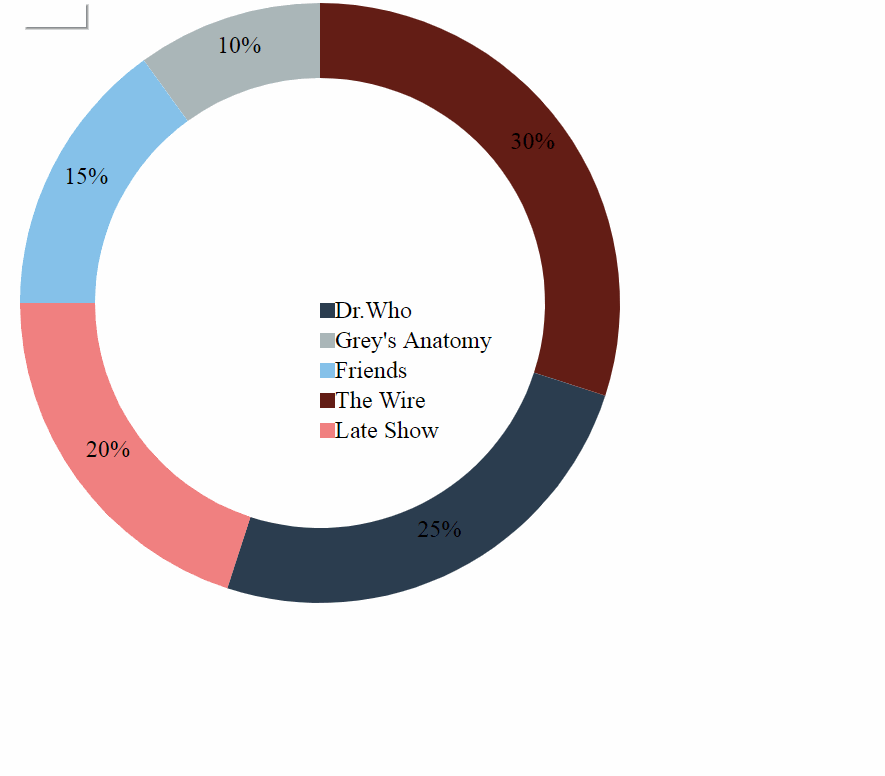 10%
30%
15%
Dr.Who
Grey's Anatomy
Friends
The Wire
Late Show
20%
25%